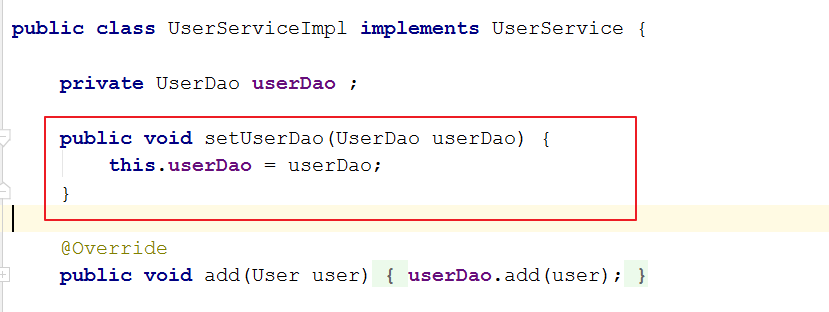 public class UserServiceImpl implements UserService {
private UserDao userDao ;
public void setUserDao(UserDao userDao) {
this.userDao = userDao;
}
@Override
public void add(User user) { userDao.add(user); }